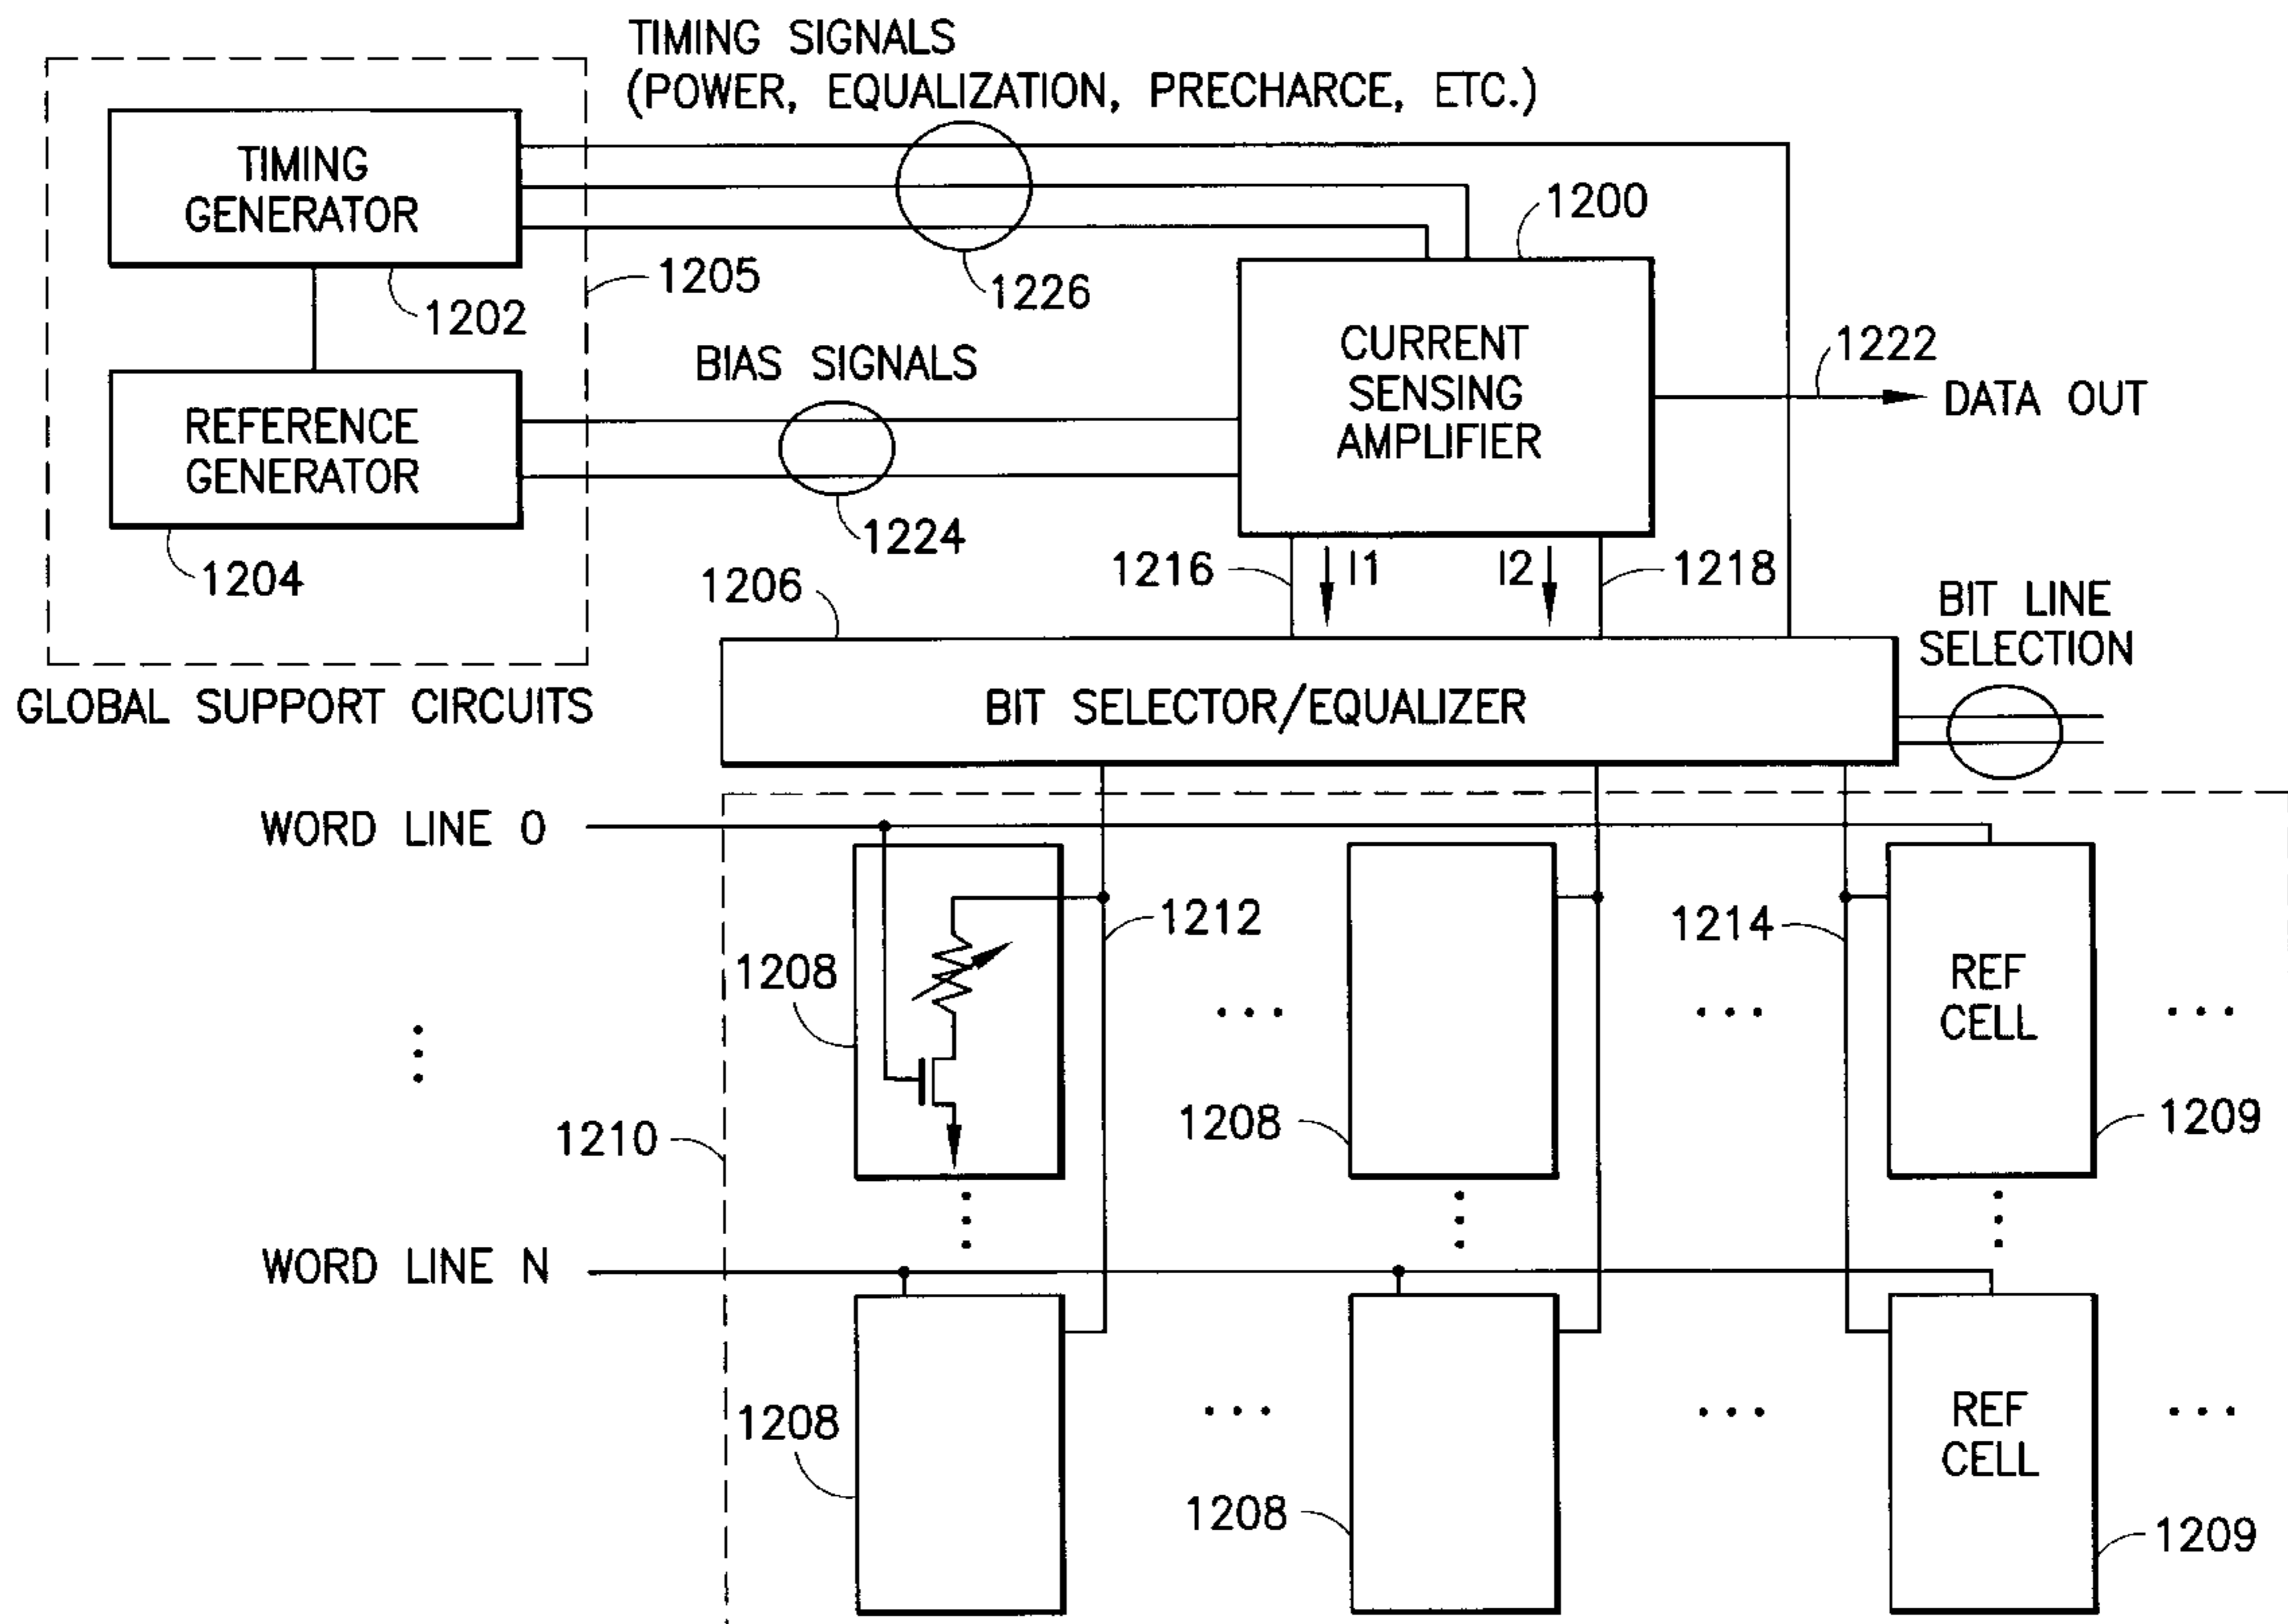 TIMING SIGNALS
(POWER, EQUALIZATION, PRECHARCE, ETC.)
TIMING
GENERATOR
1202
1205
1226
1200
REFERENCE
GENERATOR
1204
BIAS SIGNALS
1224
CURRENT
SENSING
AMPLIFIER
1222
DATA OUT
GLOBAL SUPPORT CIRCUITS
1216
I1
I2
1218
1206
BIT SELECTOR/EQUALIZER
BIT LINE
SELECTION
WORD LINE 0
1208
1212
1208
1214
REF
CELL
1209
1210
WORD LINE N
1208
1208
REF
CELL
1209